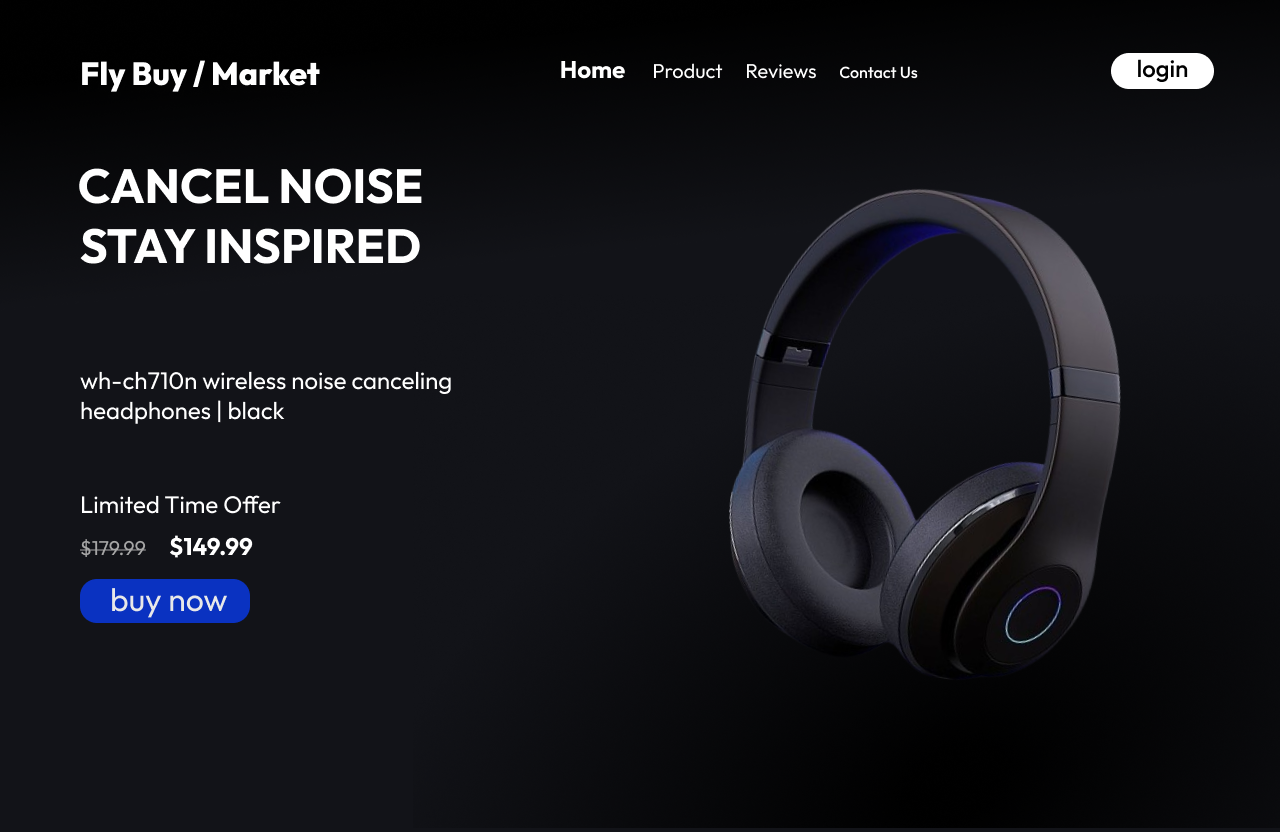 Fly Buy / Market
Home Product Reviews Contact Us
login
CANCEL NOISE
STAY INSPIRED
wh-ch710n wireless noise canceling
headphones | black
Limited Time Offer
$179.99 $149.99
buy now